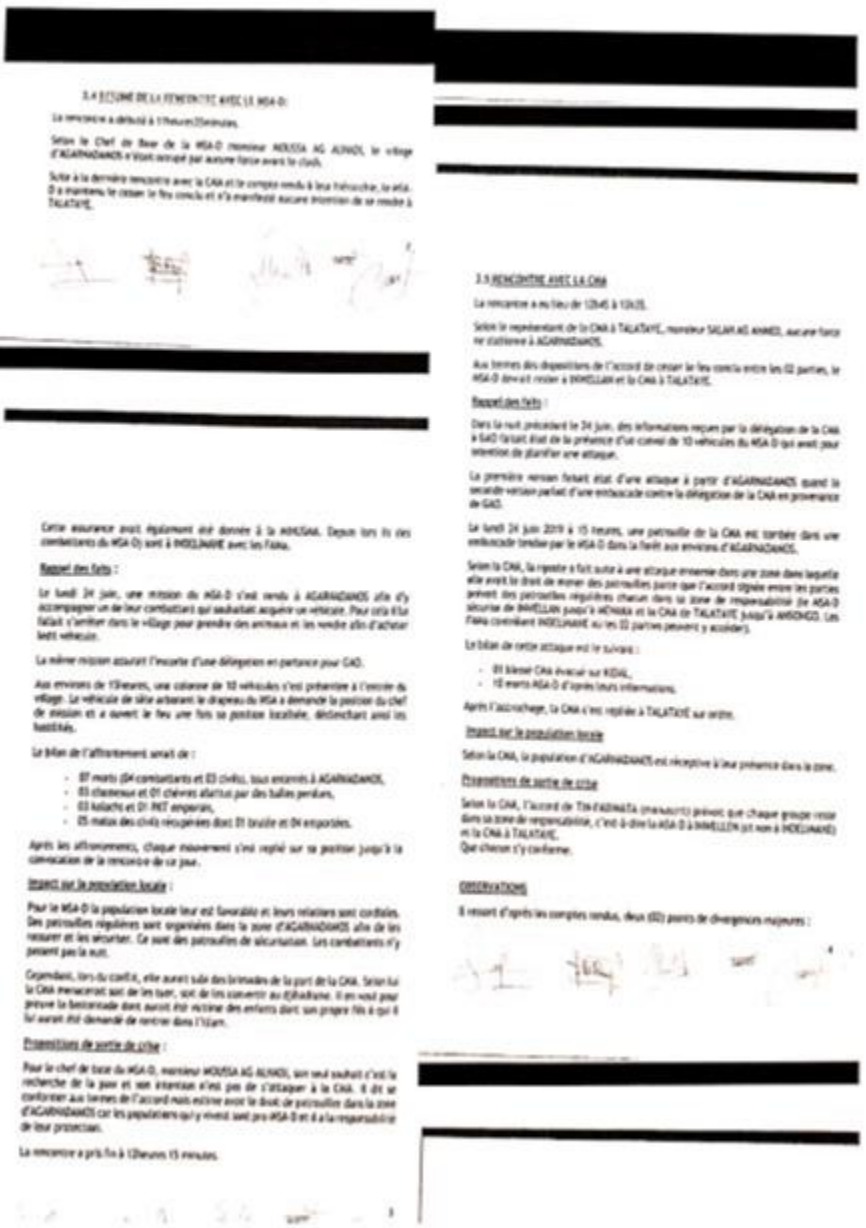 3.4 RESUME DE LA RENCONTRE AVEC LE MSA-D:
La rencontre a débuté à 11heures25minutes.
Selon le Chef de Base de la MSA-D monsieur MOUSSA AG ALHADI, le village
d'AGARNADAMOS n'était occupé par aucune force avant le clash.
Suite à la dernière rencontre avec la CMA et le compte rendu à leur hiérarchie, le MSA-
D a maintenu le cesser le feu conclu et n'a manifesté aucune intention de se rendre à
TALATAYE.
Cette assurance avait également été donnée à la MINUSMA. Depuis lors ils (les
combattants du MSA-D) sont à INDELIMANE avec les FAMa.
Rappel des faits :
Le lundi 24 juin, une mission du MSA-D s'est rendu à AGARNADAMOS afin d'y
accompagner un de leur combattant qui souhaitait acquérir un véhicule. Pour cela il lui
fallait s'arrêter dans le village pour prendre des animaux et les vendre afin d'acheter
ledit véhicule.
La même mission assurait l'escorte d'une délégation en partance pour GAO.
Aux environs de 15heures, une colonne de 10 véhicules s'est présentée à l'entrée du
village. Le véhicule de tête arborant le drapeau du MSA a demandé la position du chef
de mission et a ouvert le feu une fois sa position localisée, déclenchant ainsi les
hostilités.
Le bilan de l'affrontement serait de :
- 07 morts (04 combattants et 03 civils), tous enterrés à AGARNADAMOS,
- 03 chameaux et 01 chèvres abattus par des balles perdues,
- 03 kalachs et 01 PKT emportés,
- 05 motos des civils récupérées dont 01 brulée et 04 emportées.
Après les affrontements, chaque mouvement s'est replié sur sa position jusqu'à la
convocation de la rencontre de ce jour.
Impact sur la population locale :
Pour le MSA-D la population locale leur est favorable et leurs relations sont cordiales.
Des patrouilles régulières sont organisées dans la zone d'AGARNADAMOS afin de les
rassurer et les sécuriser. Ce sont des patrouilles de sécurisation. Les combattants n'y
passent pas la nuit.
Cependant, lors du conflit, elle aurait subi des brimades de la part de la CMA. Selon lui
la CMA menacerait soit de les tuer, soit de les convertir au djihadisme. Il en veut pour
preuve la bastonnade dont aurait été victime des enfants dont son propre fils à qui il
lui aurait été demandé de rentrer dans l'Islam.
Propositions de sortie de crise :
Pour le chef de base du MSA-D, monsieur MOUSSA AG ALHADI, son seul souhait c'est la
recherche de la paix et son intention n'est pas de s'attaquer à la CMA. Il dit se
conformer aux termes de l'accord mais estime avoir le droit de patrouiller dans la zone
d'AGARNADAMOS car les populations qui y vivent sont pro-MSA-D et il a la responsabilité
de leur protection.
La rencontre a pris fin à 12heures 15 minutes
3
3.5 RENCONTRE AVEC LA CMA
La rencontre a eu lieu de 12h45 à 13h35.
Selon le représentant de la CMA à TALATAYE, monsieur SALAH AG AHMED, aucune force
ne stationne à AGARNADAMOS.
Aux termes des dispositions de l'accord de cesser le feu conclu entre les 02 parties, le
MSA-D devrait rester à INWELLAN et la CMA à TALATAYE.
Rappel des faits :
Dans la nuit précédant le 24 juin, des informations reçues par la délégation de la CMA
à GAO faisait état de la présence d'un convoi de 10 véhicules du MSA-D qui avait pour
intention de planifier une attaque.
La première version faisait état d'une attaque à partir d'AGARNADAMOS quand la
seconde version parlait d'une embuscade contre la délégation de la CMA en provenance
de GAO.
Le lundi 24 juin 2019 à 15 heures, une patrouille de la CMA est tombée dans une
embuscade tendue par le MSA-D dans la forêt aux environs d'AGARNADAMOS.
Selon la CMA, la riposte a fait suite à une attaque ennemie dans une zone dans laquelle
elle avait le droit de mener des patrouilles parce que l'accord signée entre les parties
prévoit des patrouilles régulières chacun dans sa zone de responsabilité (le MSA-D
sécurise de INWELLAN jusqu'à MENAKA et la CMA de TALATAYE jusqu'à ANSONGO. Les
FAMa contrôlant INDELIMANE où les 02 parties peuvent y accéder).
Le bilan de cette attaque est le suivant :
- 01 blessé CMA évacué sur KIDAL,
- 10 morts MSA-D d'après leurs informations.
Après l'accrochage, la CMA s'est repliée à TALATAYE sur ordre.
Impact sur la population locale
Selon la CMA, la population d'AGARNADAMOS est réceptive à leur présence dans la zone.
Propositions de sortie de crise
Selon la CMA, l'accord de (manuscrit) prévoit que chaque groupe reste
dans sa zone de responsabilité, c'est-à-dire la MSA-D à INWELLEN (et non à INDELIMANE)
et la CMA à TALATAYE.
Que chacun s'y conforme.
OBSERVATIONS
Il ressort d'après les comptes rendus, deux (02) points de divergences majeures :